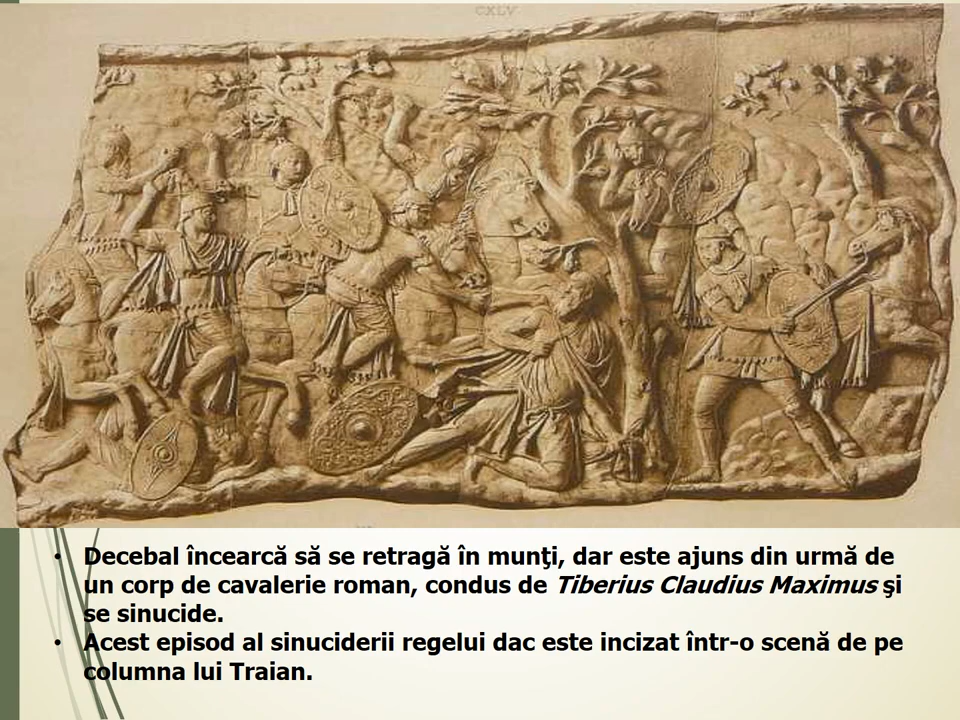 CXLV
• Decebal încearcă să se retragă în munţi, dar este ajuns din urmă de
un corp de cavalerie roman, condus de Tiberius Claudius Maximus şi
se sinucide.
• Acest episod al sinuciderii regelui dac este incizat într-o scenă de pe
columna lui Traian.